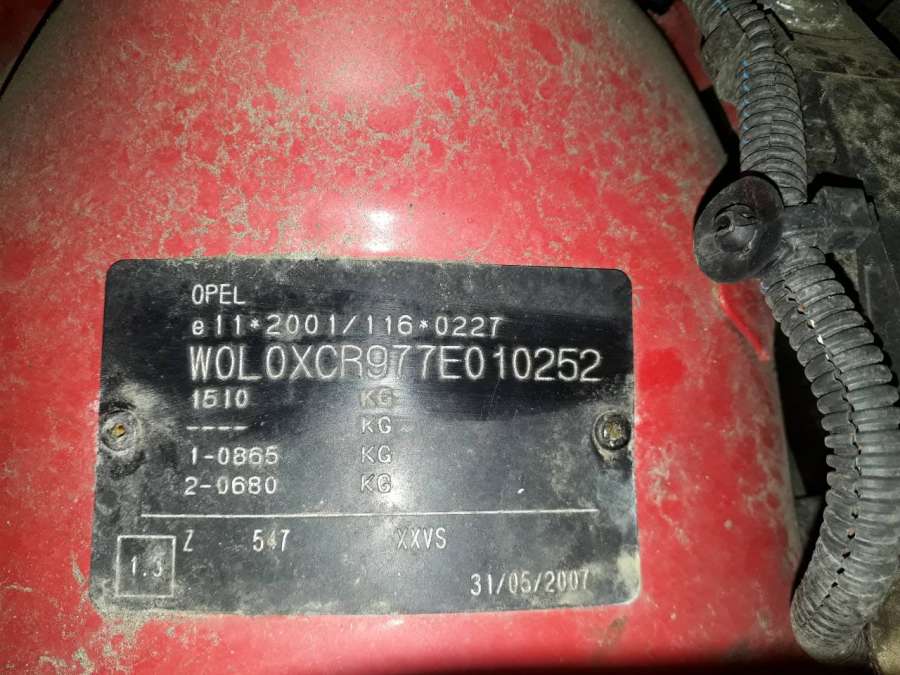 OPEL
e11*2001/116*0227
W0L0XCR977E010252
1510 KG
---- KG
1-0865 KG
2-0680 KG
Z 547 XXVS
1.3
31/05/2007